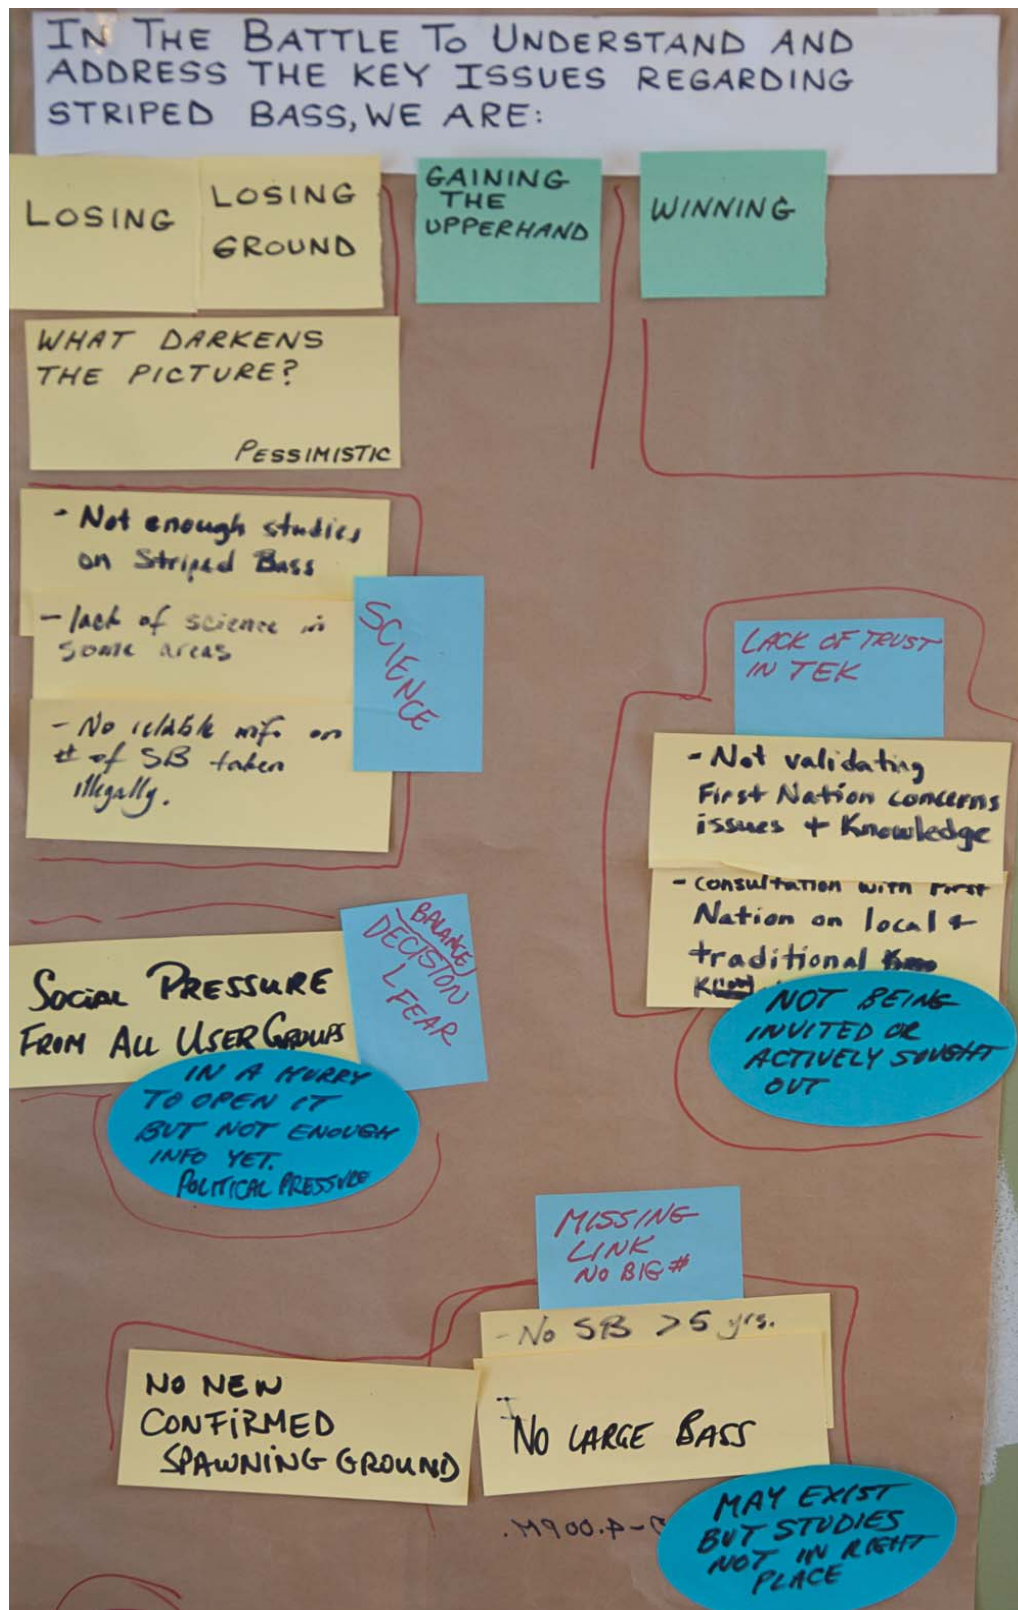 IN THE BATTLE TO UNDERSTAND AND
ADDRESS THE KEY ISSUES REGARDING
STRIPED BASS, WE ARE:
LOSING
LOSING
GROUND
GAINING
THE
UPPERHAND
WINNING
WHAT DARKENS
THE PICTURE?
PESSIMISTIC
- Not enough studies
on Striped Bass
- lack of science in
some areas
- No reliable info on
# of SB taken
illegally.
SCIENCE
LACK OF TRUST
IN TEK
- Not validating
First Nation concerns
issues + Knowledge
- Consultation with First
Nation on local +
traditional
NOT BEING
INVITED OR
ACTIVELY SOUGHT
OUT
SOCIAL PRESSURE
FROM ALL USER GROUPS
BALANCE
DECISION
FEAR
IN A HURRY
TO OPEN IT
BUT NOT ENOUGH
INFO YET.
POLITICAL PRESSURE
MISSING
LINK
NO BIG #
- No SB >5 yrs.
NO LARGE BASS
NO NEW
CONFIRMED
SPAWNING GROUND
MAY EXIST
BUT STUDIES
NOT IN RIGHT
PLACE